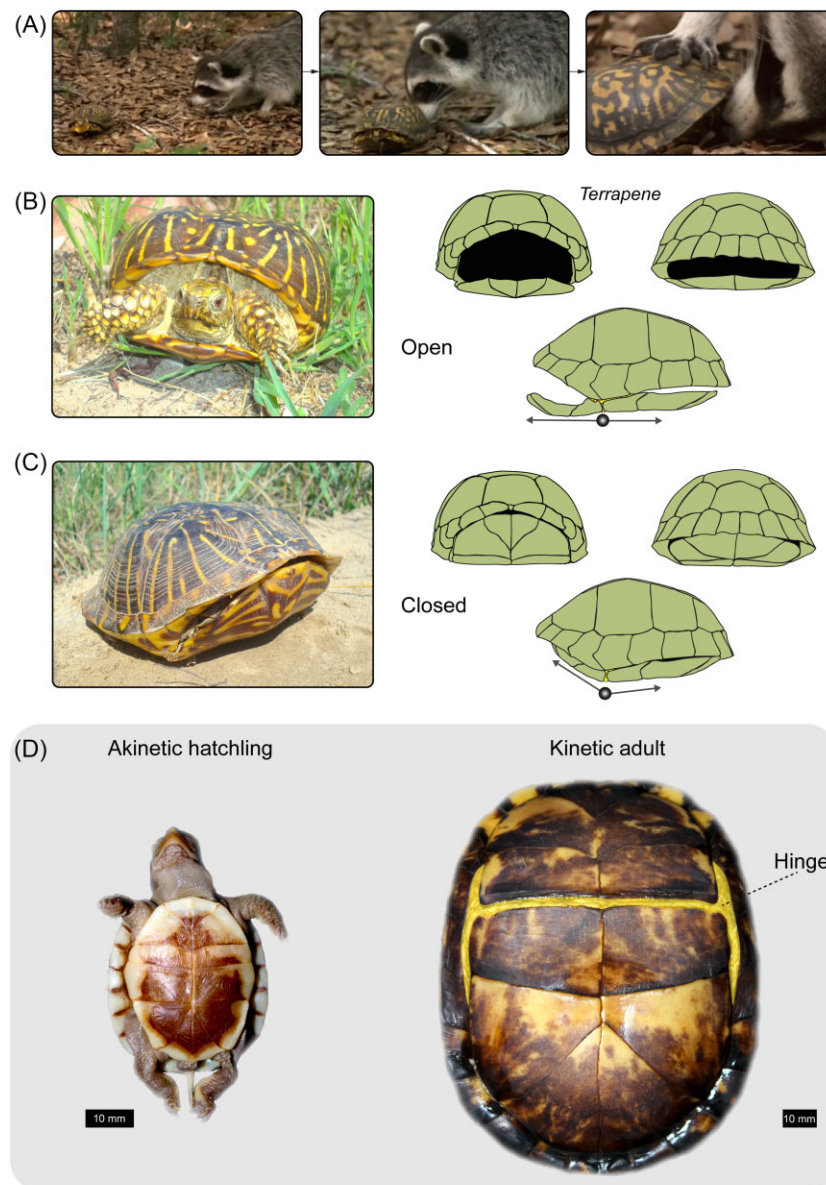 (A)
(B)
Terrapene
Open
(C)
Closed
(D)
Akinetic hatchling
Kinetic adult
Hinge
10 mm
10 mm